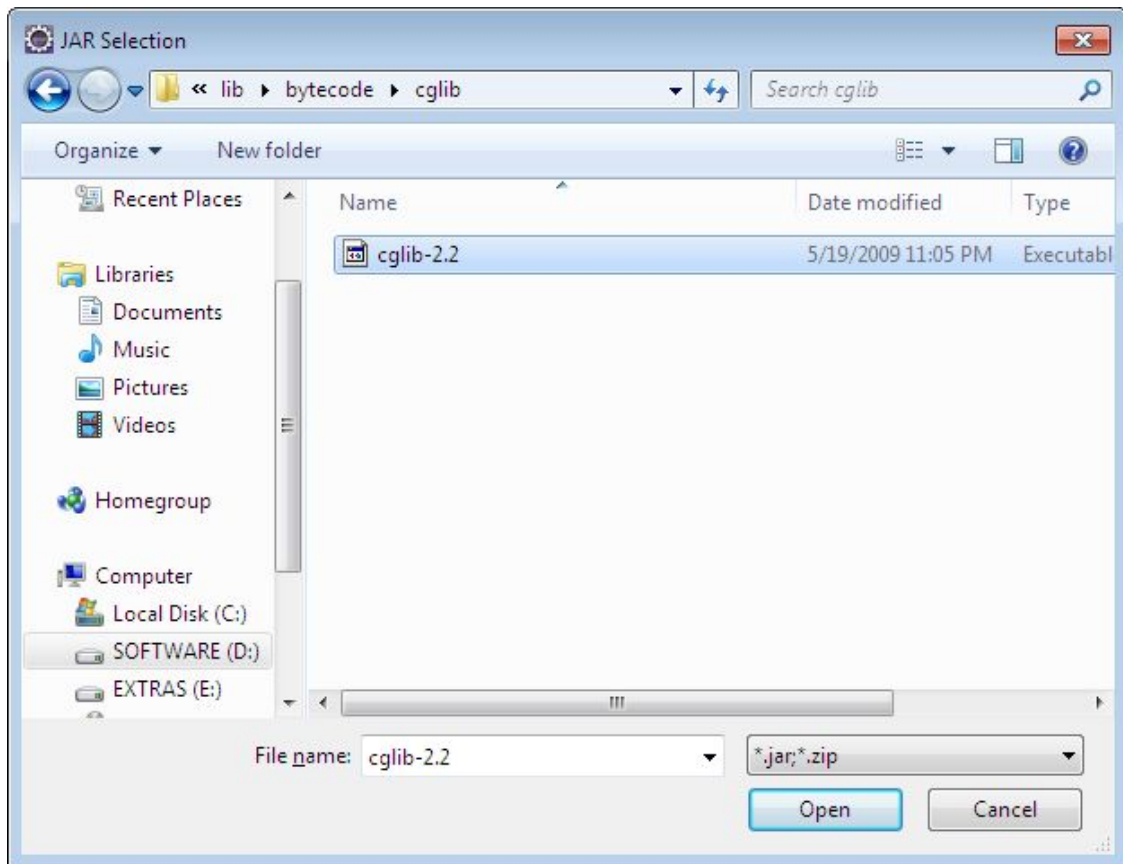 JAR Selection
« lib bytecode cglib Search cglib
Organize New folder
Recent Places
Name Date modified Type
cglib-2.2 5/19/2009 11:05 PM Executabl
Libraries
Documents
Music
Pictures
Videos
Homegroup
Computer
Local Disk (C:)
SOFTWARE (D:)
EXTRAS (E:)
File name: cglib-2.2 *.jar;*.zip
Open Cancel